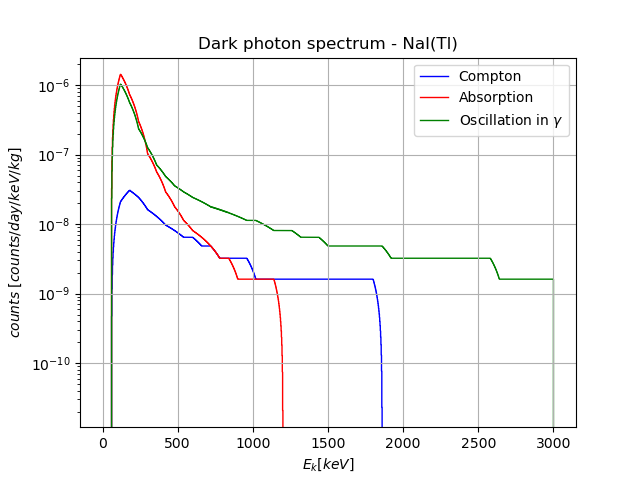 Dark photon spectrum - NaI(Tl)
Compton
Absorption
Oscillation in γ
counts [counts/day/keV/kg]
10⁻⁶
10⁻⁷
10⁻⁸
10⁻⁹
10⁻¹⁰
0 500 1000 1500 2000 2500 3000
E_k[keV]